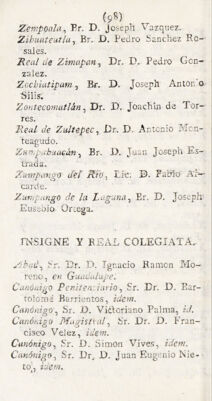 (98)
Zempoala, Br. D. Joseph Vazquez.
Zihuateutla, Br. D. Pedro Sanchez Ro-
sales.
Real de Zimapan, Dr. D. Pedro Gon-
zalez.
Zochiatipam, Br. D. Joseph Antonio
Silis.
Zontecomatlán, Dr. D. Joachin de Tor-
res.
Real de Zultepec, Dr. D. Antonio Mon-
teagudo.
Zumpahuacán, Br. D. Juan Joseph Es-
trada.
Zumpango del Rio, Lic. D. Pablo Al-
carde.
Zumpango de la Laguna, Br. D. Joseph
Eusebio Ortega.
INSIGNE Y REAL COLEGIATA.
Abad, Sr. Dr. D. Ignacio Ramon Mo-
reno, en Guadalupe.
Canónigo Penitenciario, Sr. D. D. Bar-
tolomé Barrientos, idem.
Canónigo, Sr. D. Victoriano Palma, id.
Canónigo Magistral, Sr. Dr. D. Fran-
cisco Velez, idem.
Canónigo, Sr. D. Simon Vives, idem.
Canónigo, Sr. Dr. D. Juan Eugenio Nie-
to, idem.